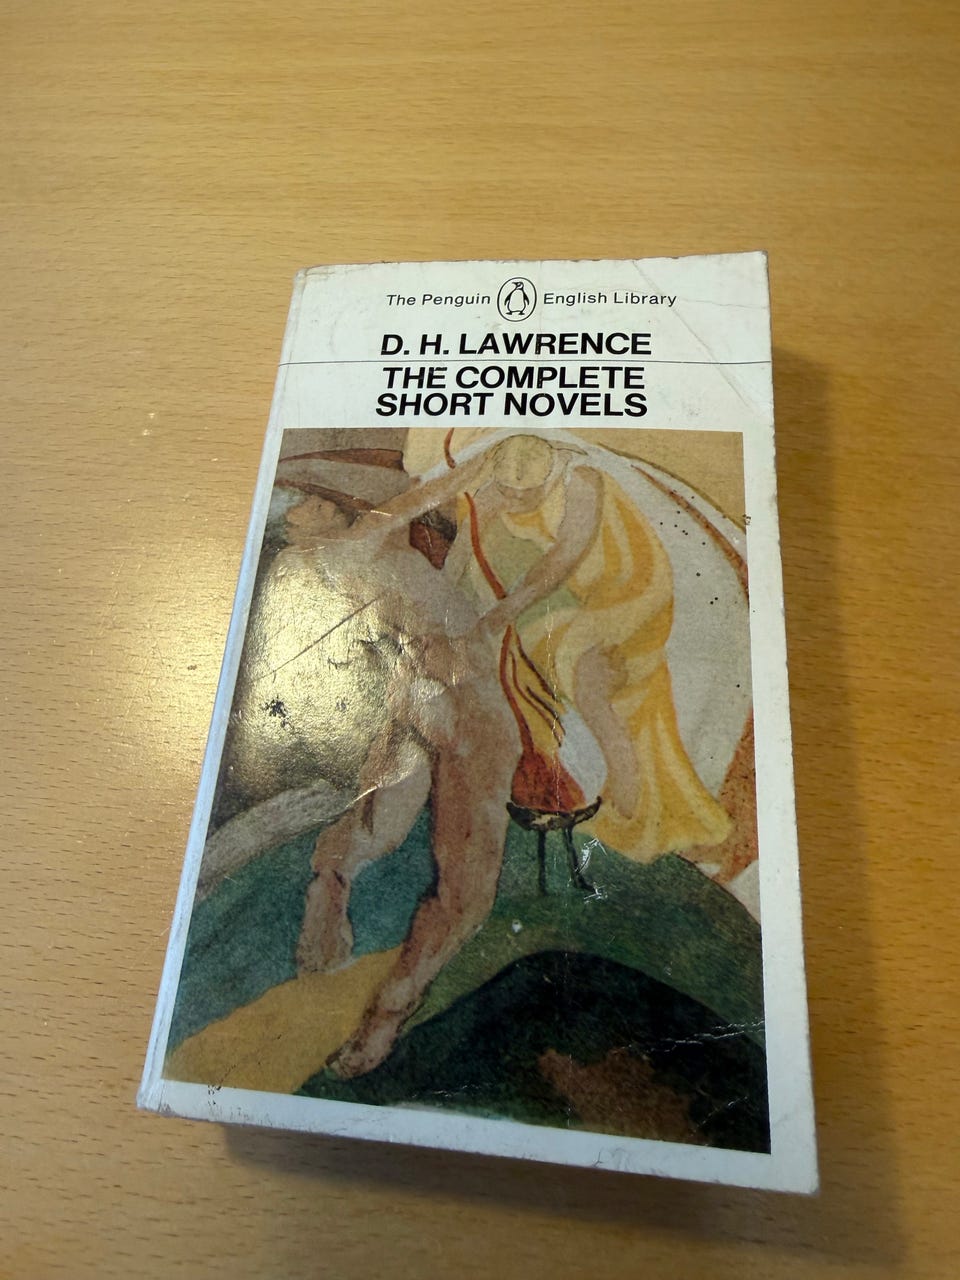 The Penguin English Library
D. H. LAWRENCE
THE COMPLETE
SHORT NOVELS